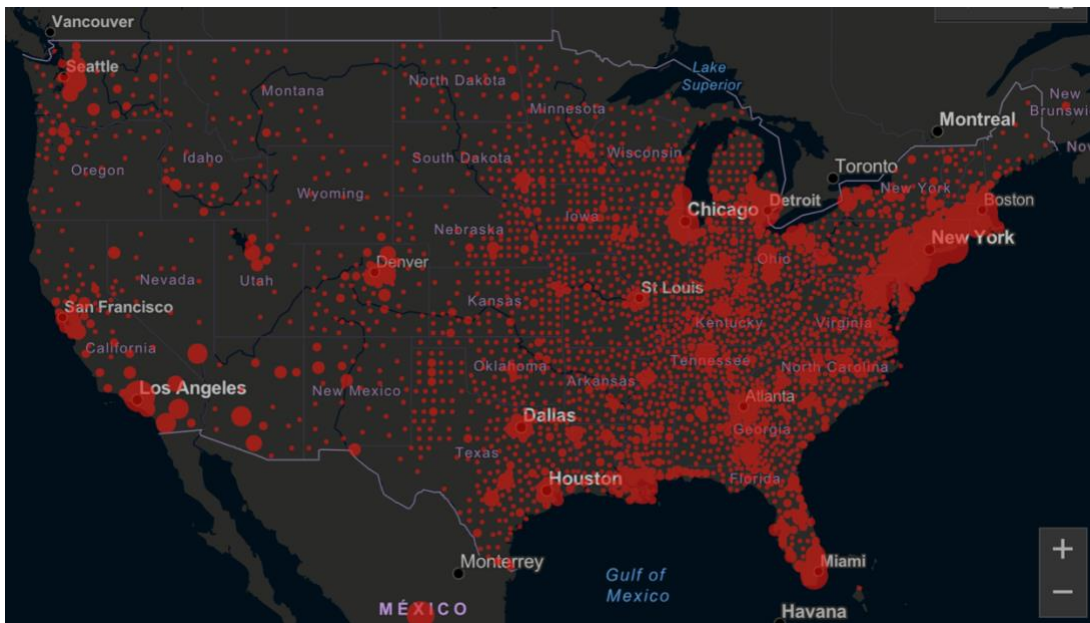 Vancouver
Seattle
Montana
North Dakota
Minnesota
Lake
Superior
New
Brunswi
Montreal
Oregon
Idaho
South Dakota
Wisconsin
Toronto
Nov
Wyoming
New York
Iowa
Chicago
Detroit
Boston
Nebraska
New York
Nevada
Utah
Denver
Ohio
San Francisco
Kansas
St Louis
California
Kentucky
Virginia
Los Angeles
New Mexico
Oklahoma
Arkansas
Tennessee
North Carolina
Atlanta
Dallas
Georgia
Texas
Houston
Florida
Monterrey
Gulf of
Mexico
Miami
MÉXICO
Havana
+
−